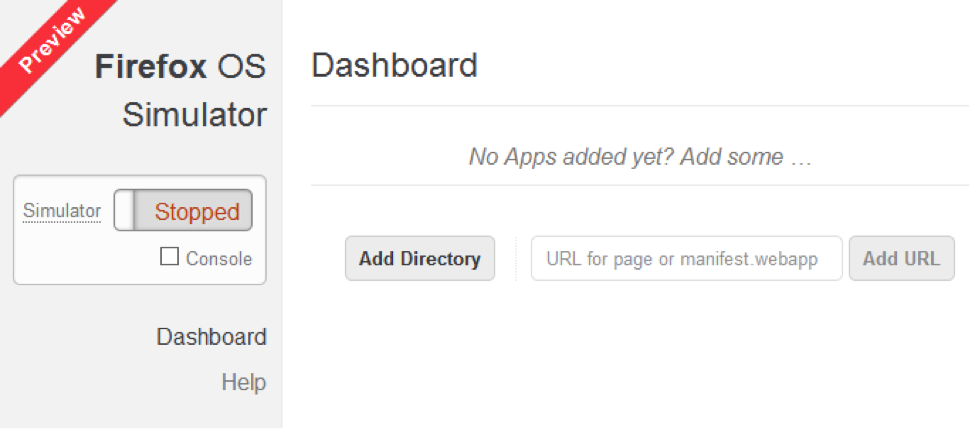 Preview
Firefox OS
Simulator
Simulator Stopped
Console
Dashboard
Help
Dashboard
No Apps added yet? Add some …
Add Directory URL for page or manifest.webapp Add URL